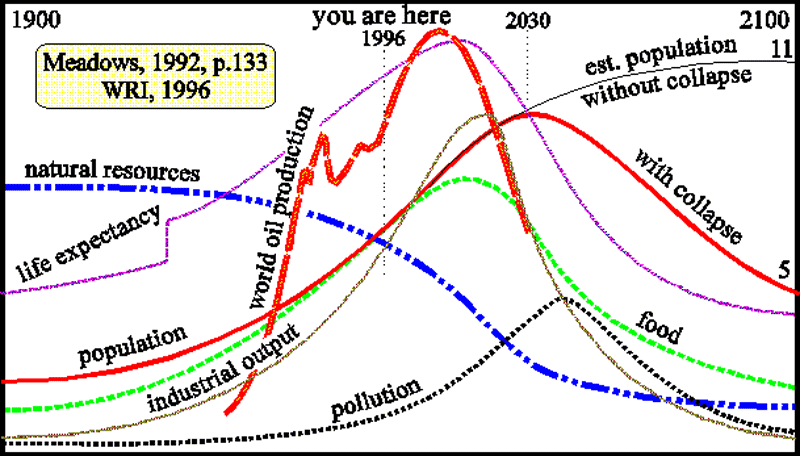 1900
you are here
1996
2030
2100
Meadows, 1992, p.133
WRI, 1996
est. population
11
without collapse
natural resources
world oil production
with collapse
life expectancy
5
population
food
industrial output
pollution